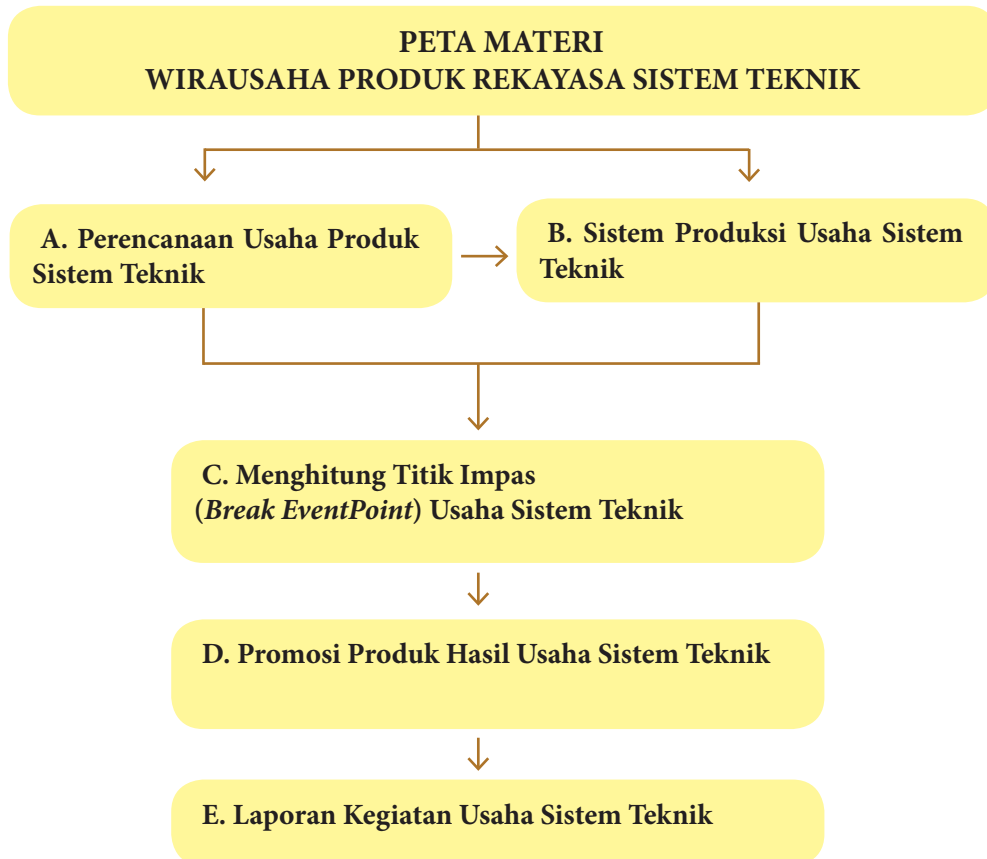 PETA MATERI
WIRAUSAHA PRODUK REKAYASA SISTEM TEKNIK
A. Perencanaan Usaha Produk
Sistem Teknik
B. Sistem Produksi Usaha Sistem
Teknik
C. Menghitung Titik Impas
(Break EventPoint) Usaha Sistem Teknik
D. Promosi Produk Hasil Usaha Sistem Teknik
E. Laporan Kegiatan Usaha Sistem Teknik